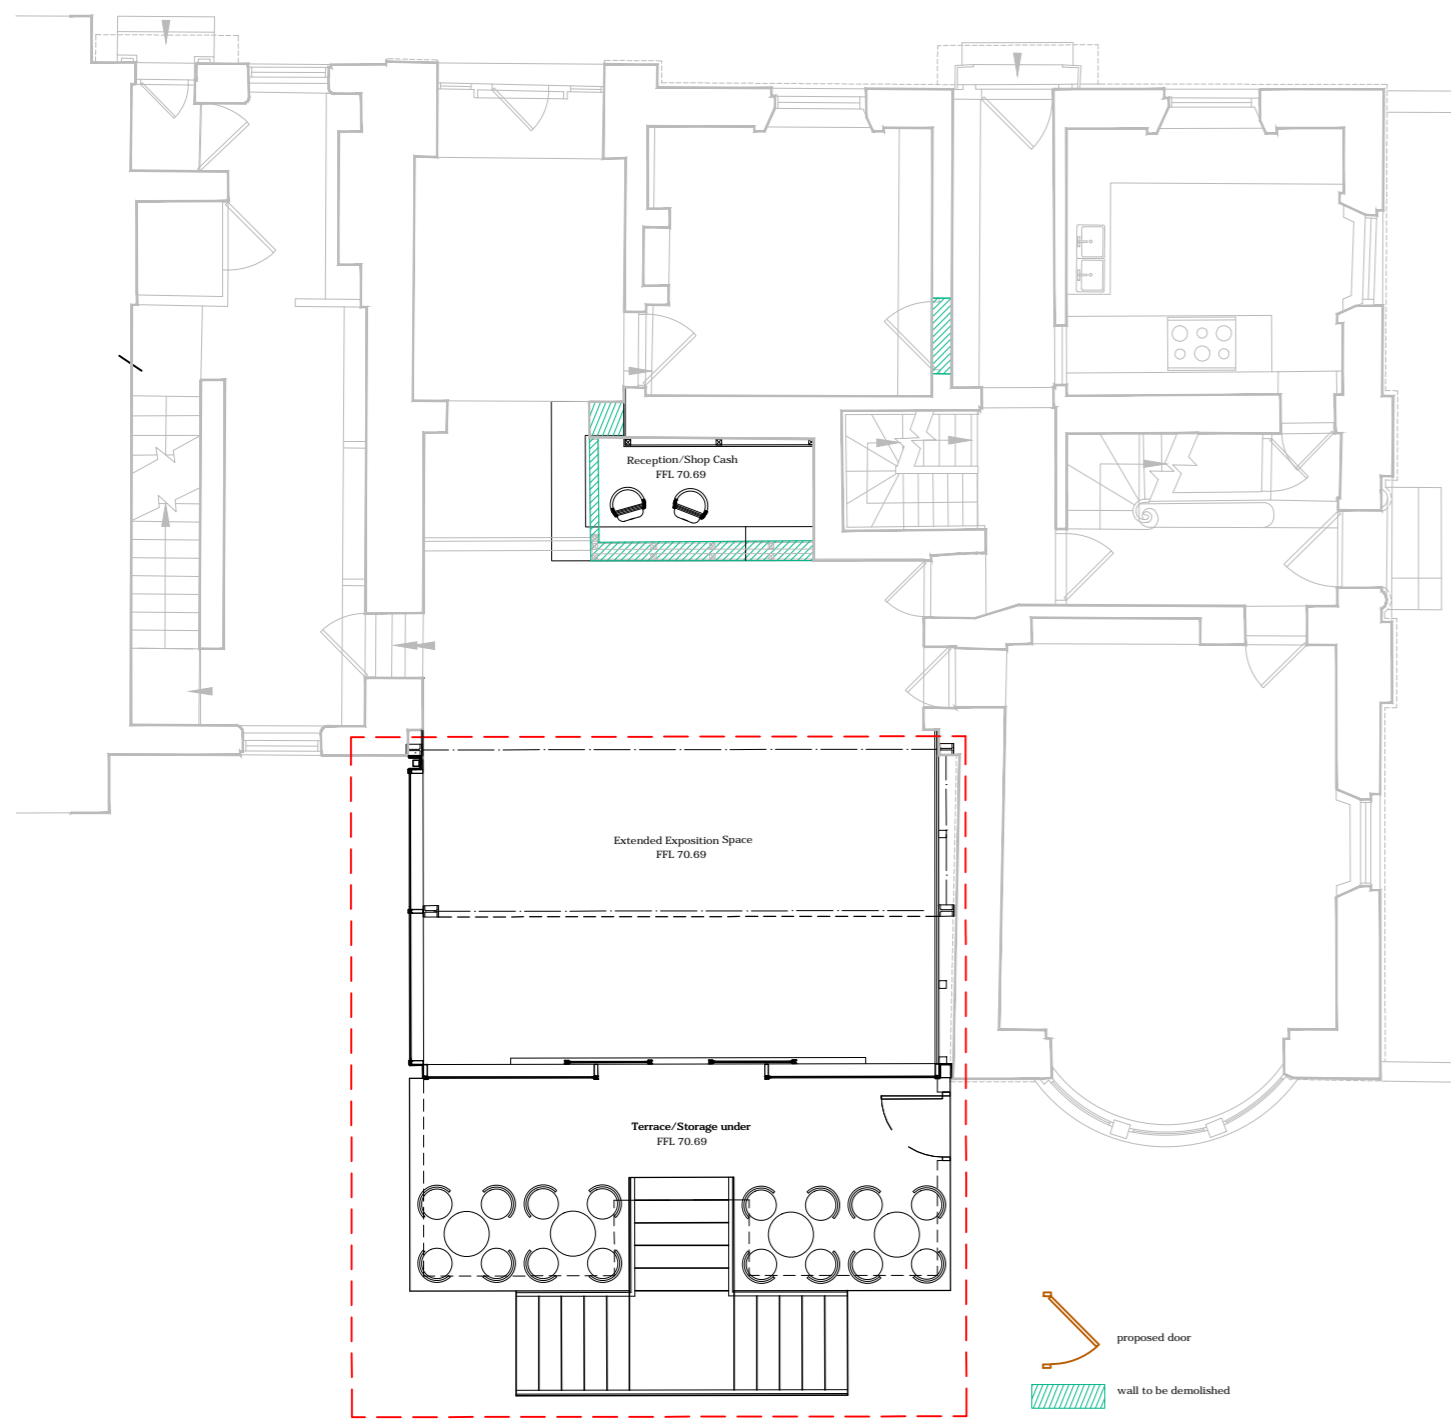 Reception/Shop Cash
FFL 70.69
Extended Exposition Space
FFL 70.69
Terrace/Storage under
FFL 70.69
proposed door
wall to be demolished